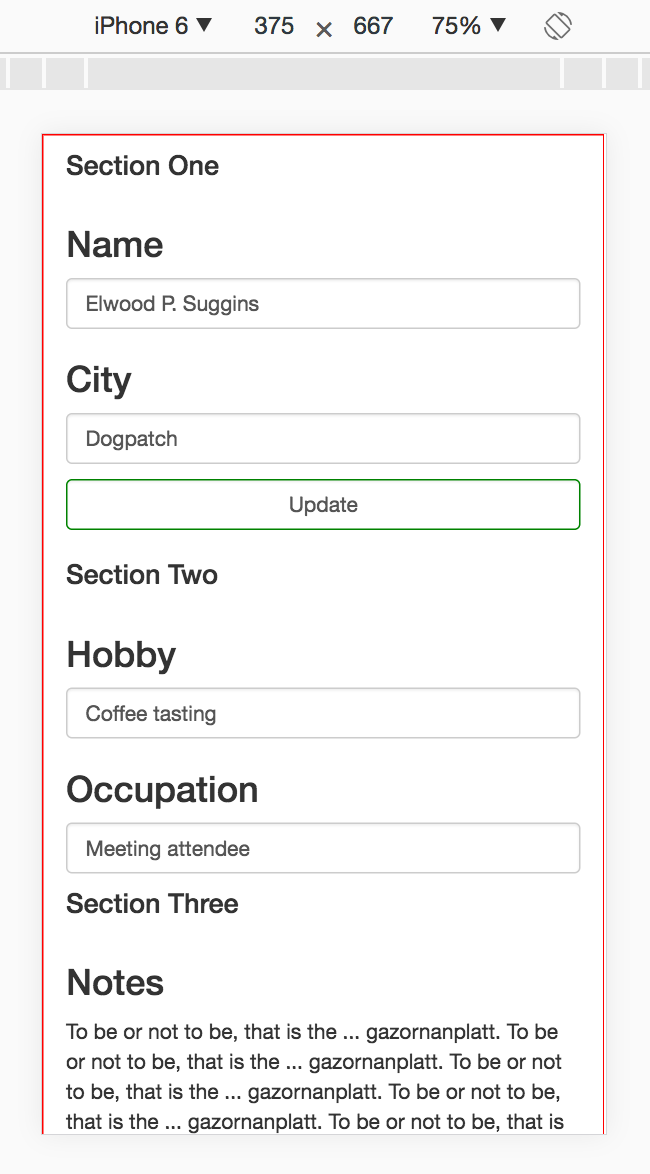 iPhone 6 ▼ 375 × 667 75% ▼
Section One
Name
Elwood P. Suggins
City
Dogpatch
Update
Section Two
Hobby
Coffee tasting
Occupation
Meeting attendee
Section Three
Notes
To be or not to be, that is the ... gazornanplatt. To be
or not to be, that is the ... gazornanplatt. To be or not
to be, that is the ... gazornanplatt. To be or not to be,
that is the ... gazornanplatt. To be or not to be, that is